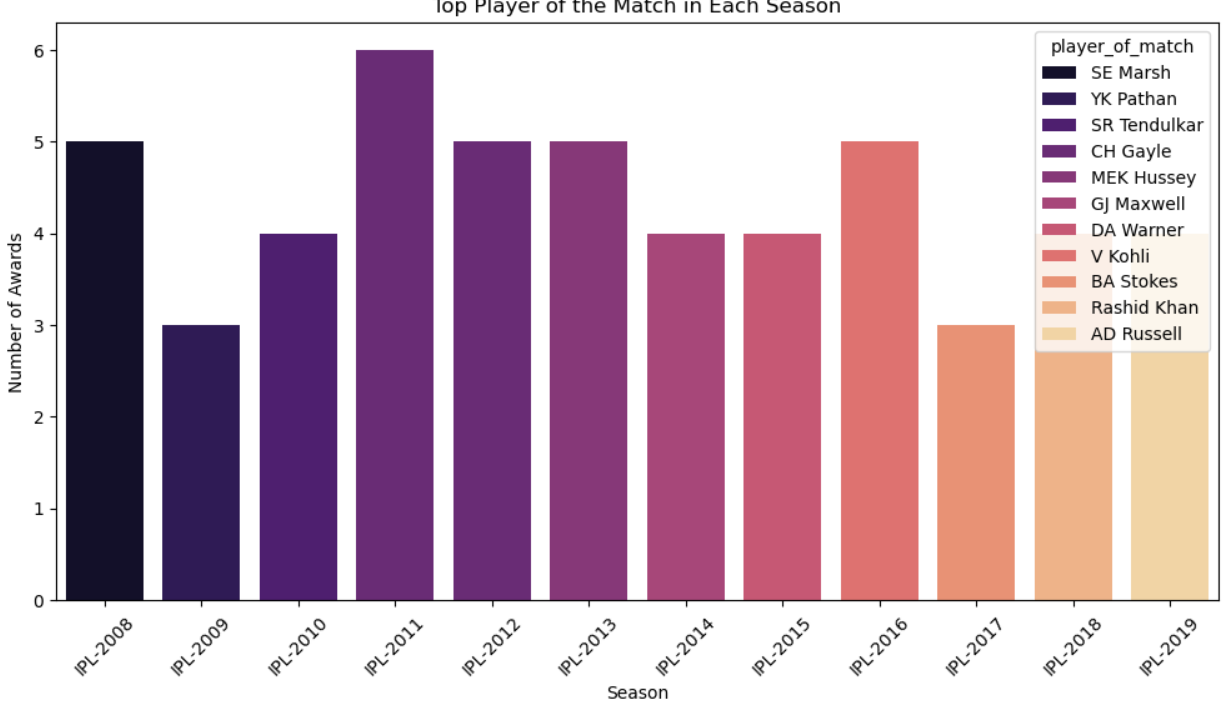 Top Player of the Match in Each Season
Number of Awards
6
5
4
3
2
1
0
player_of_match
SE Marsh
YK Pathan
SR Tendulkar
CH Gayle
MEK Hussey
GJ Maxwell
DA Warner
V Kohli
BA Stokes
Rashid Khan
AD Russell
IPL-2008
IPL-2009
IPL-2010
IPL-2011
IPL-2012
IPL-2013
IPL-2014
IPL-2015
IPL-2016
IPL-2017
IPL-2018
IPL-2019
Season